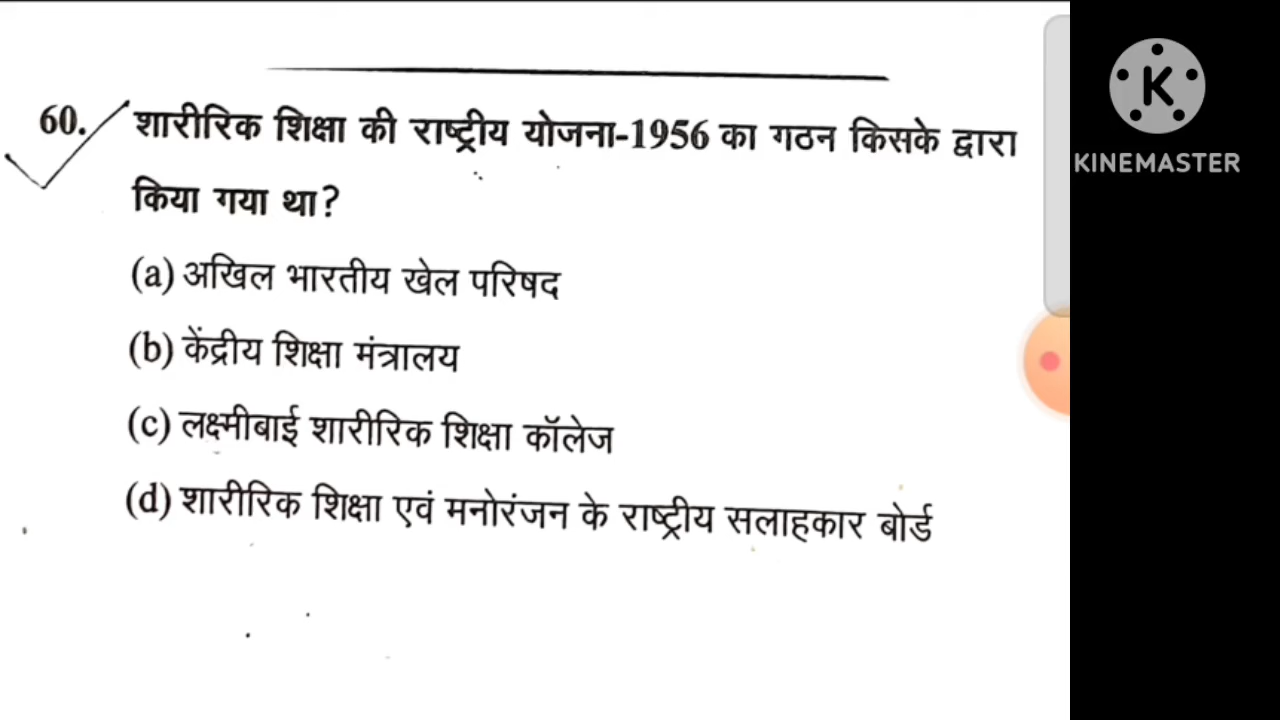 60. शारीरिक शिक्षा की राष्ट्रीय योजना-1956 का गठन किसके द्वारा
किया गया था?
(a) अखिल भारतीय खेल परिषद
(b) केंद्रीय शिक्षा मंत्रालय
(c) लक्ष्मीबाई शारीरिक शिक्षा कॉलेज
(d) शारीरिक शिक्षा एवं मनोरंजन के राष्ट्रीय सलाहकार बोर्ड
K
KINEMASTER